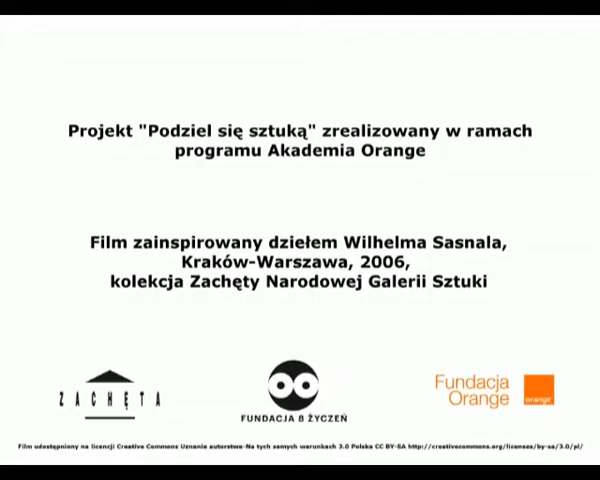 Projekt "Podziel się sztuką" zrealizowany w ramach
programu Akademia Orange
Film zainspirowany dziełem Wilhelma Sasnala,
Kraków-Warszawa, 2006,
kolekcja Zachęty Narodowej Galerii Sztuki
ZACHĘTA
FUNDACJA 8 ŻYCZEŃ
Fundacja
Orange
orange
Film udostępniony na licencji Creative Commons Uznanie autorstwa-Na tych samych warunkach 3.0 Polska CC BY-SA http://creativecommons.org/licenses/by-sa/3.0/pl/